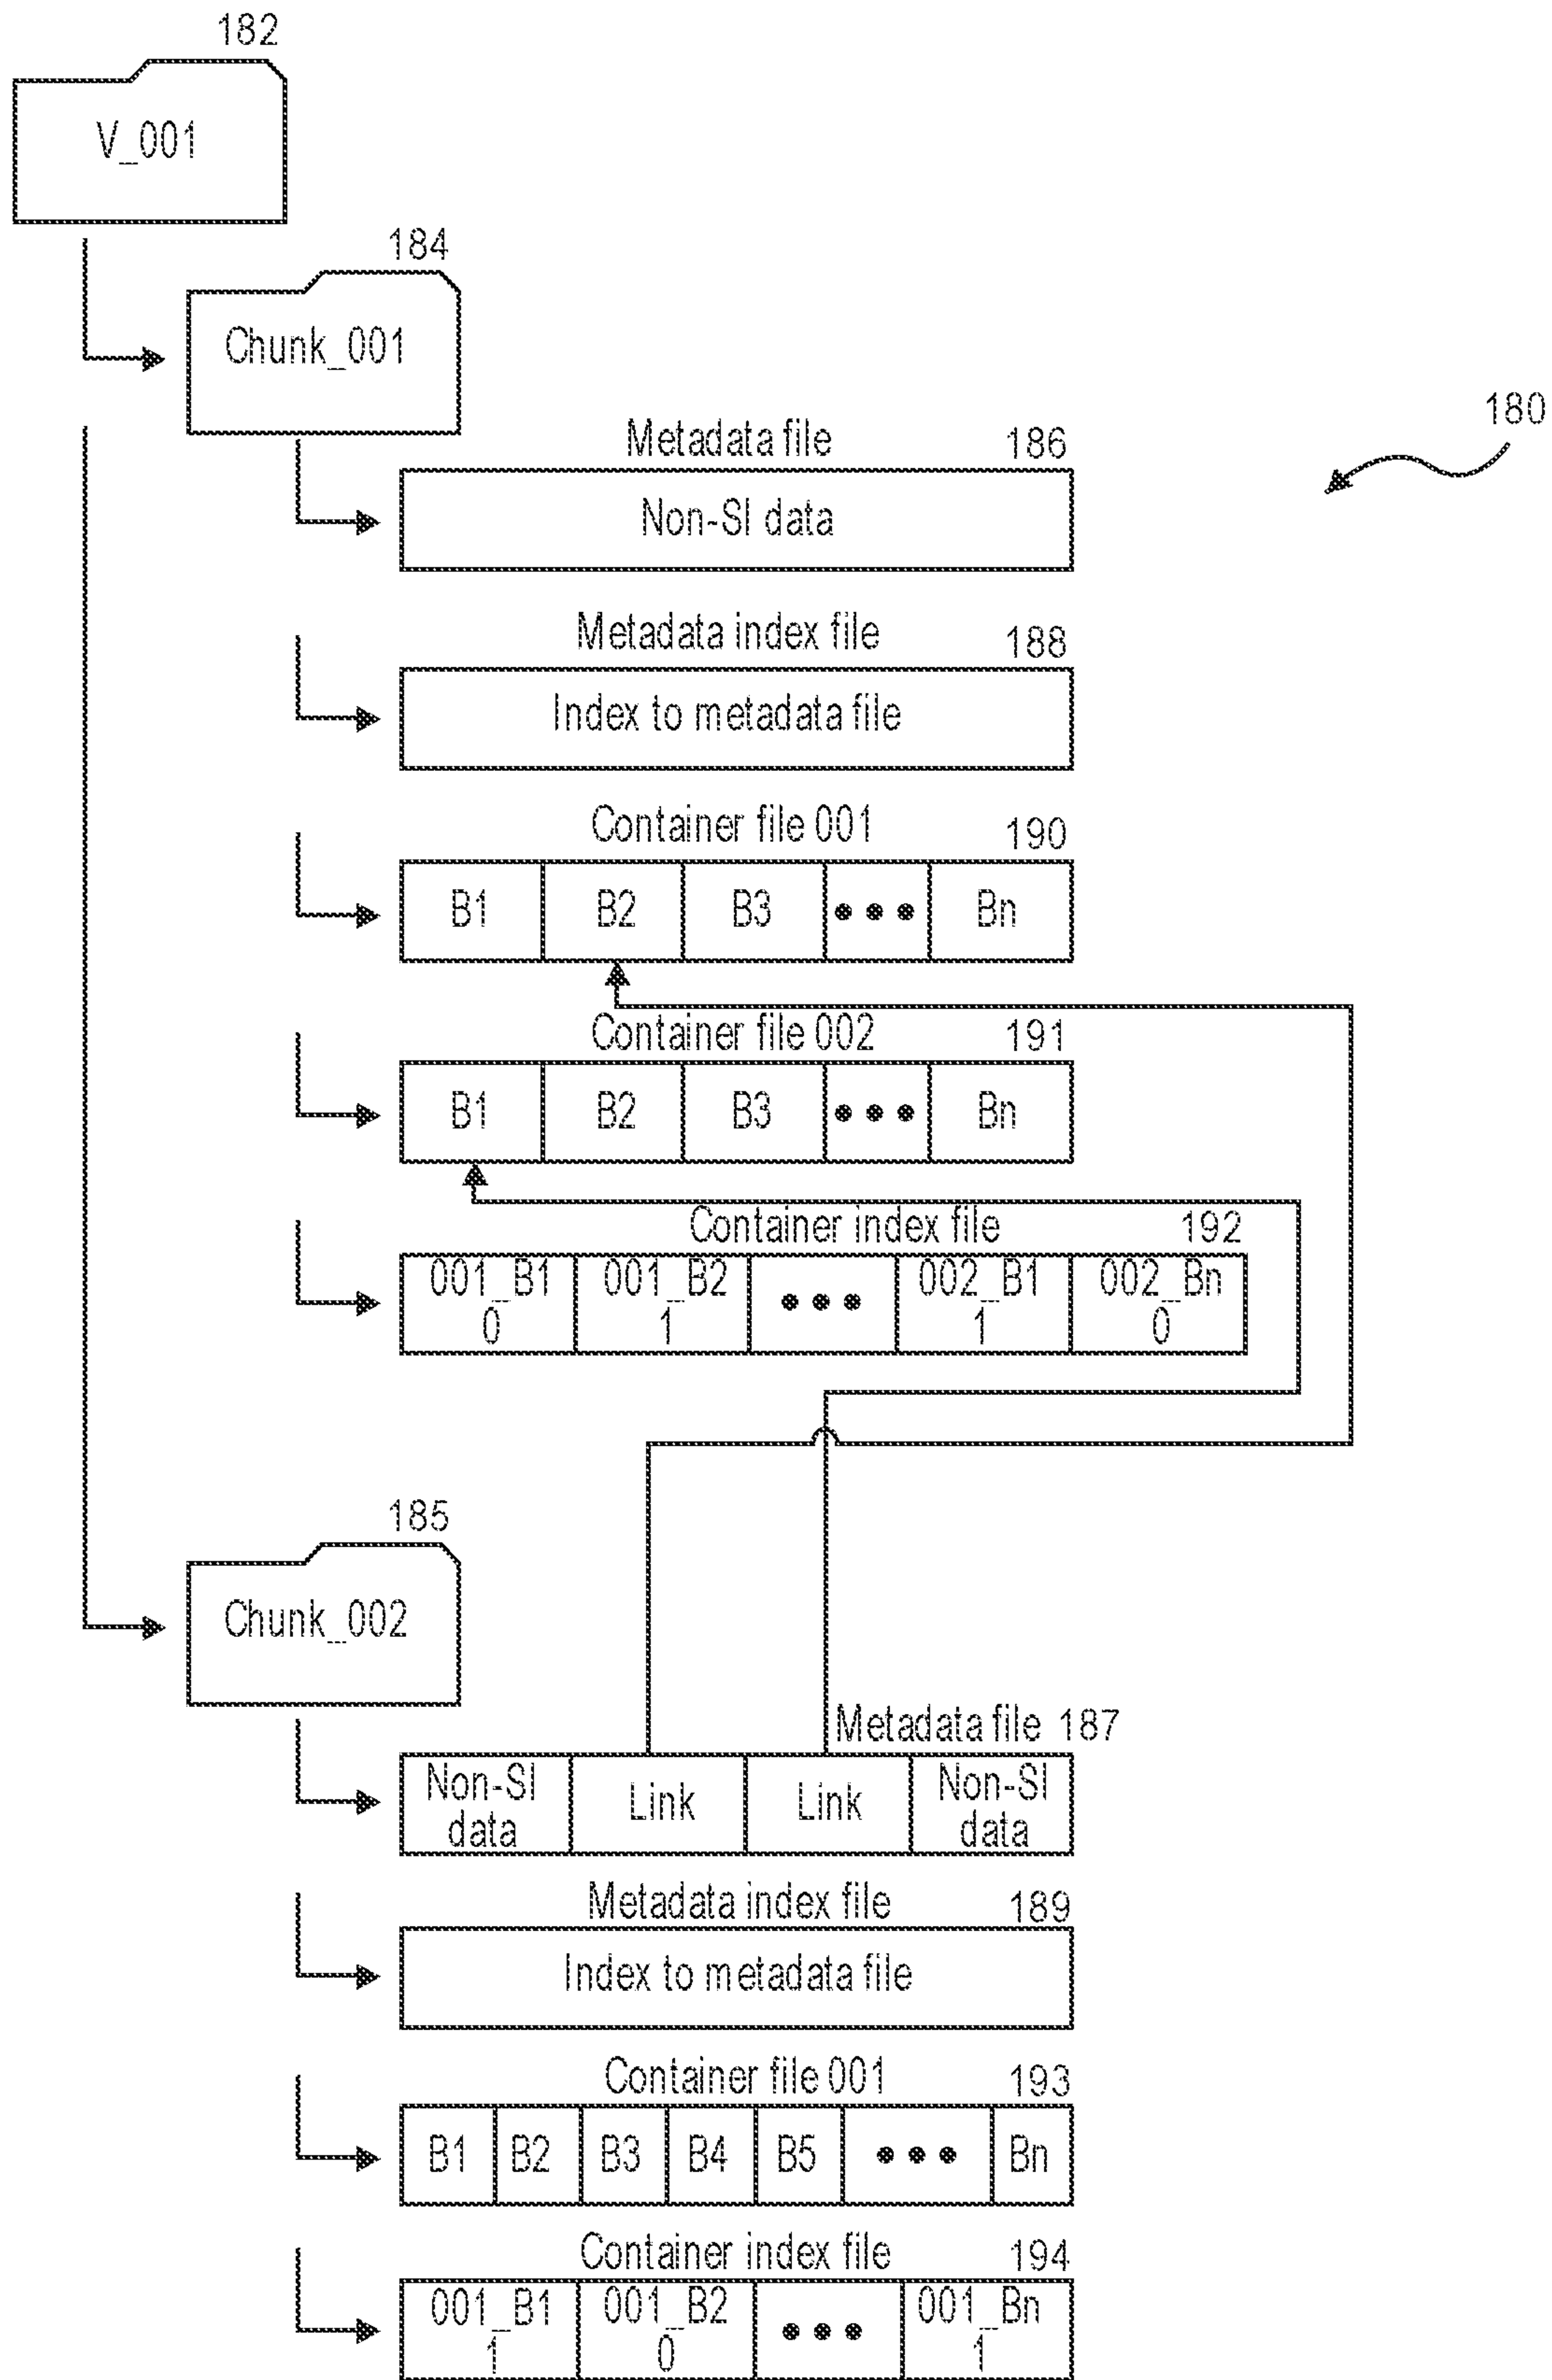 182
V_001
184
Chunk_001
180
Metadata file 186
Non-SI data
Metadata index file 188
Index to metadata file
Container file 001 190
B1 B2 B3 Bn
Container file 002 191
B1 B2 B3 Bn
Container index file 192
001_B1 001_B2 002_B1 002_Bn
0 1 1 0
185
Chunk_002
Metadata file 187
Non-SI Link Link Non-SI
data data
Metadata index file 189
Index to metadata file
Container file 001 193
B1 B2 B3 B4 B5 Bn
Container index file 194
001_B1 001_B2 001_Bn
1 0 1